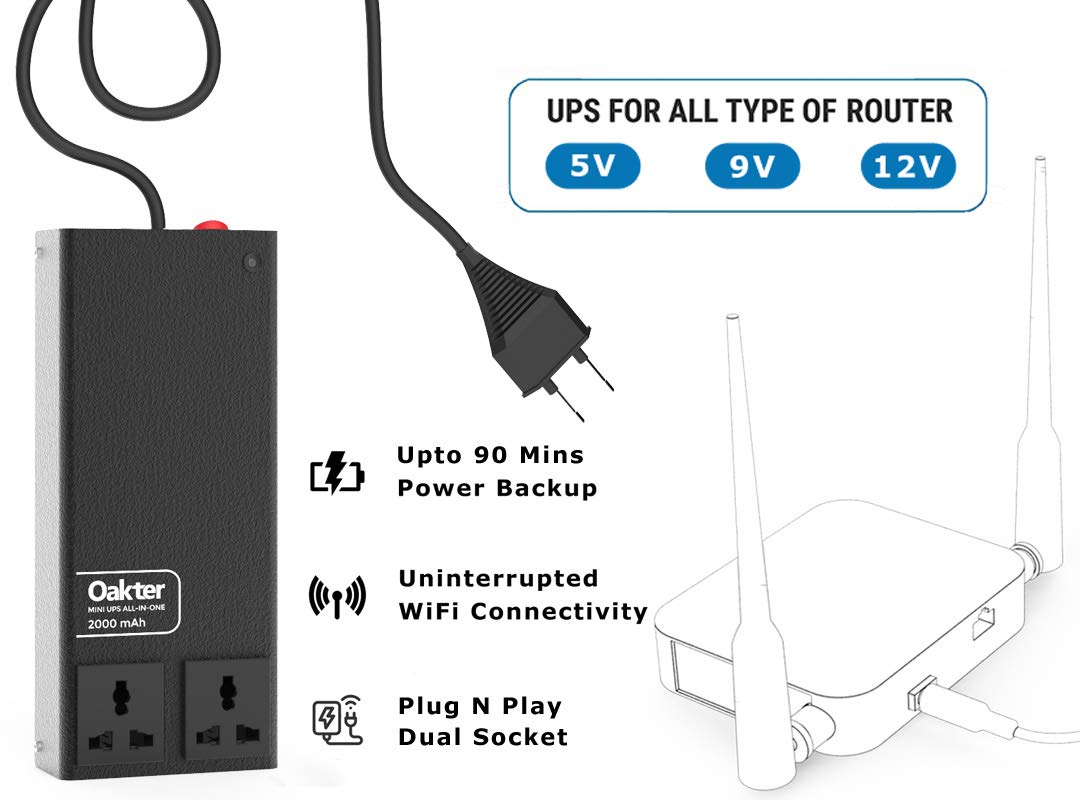 UPS FOR ALL TYPE OF ROUTER
5V 9V 12V
Upto 90 Mins
Power Backup
Uninterrupted
WiFi Connectivity
Plug N Play
Dual Socket
Oakter
MINI UPS ALL-IN-ONE
2000 mAh